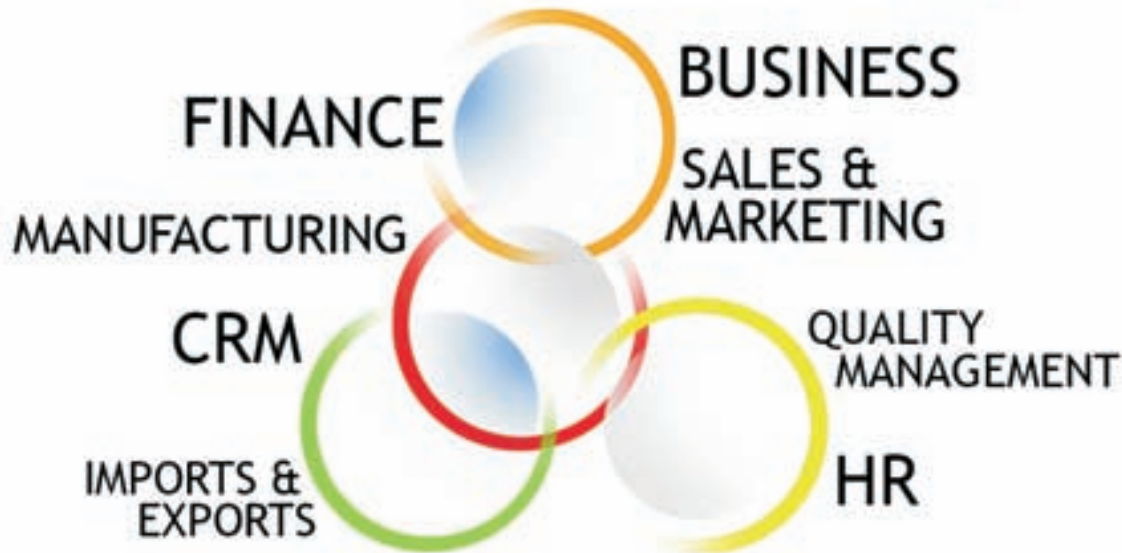 BUSINESS
FINANCE
SALES &
MARKETING
MANUFACTURING
CRM
QUALITY
MANAGEMENT
IMPORTS &
EXPORTS
HR